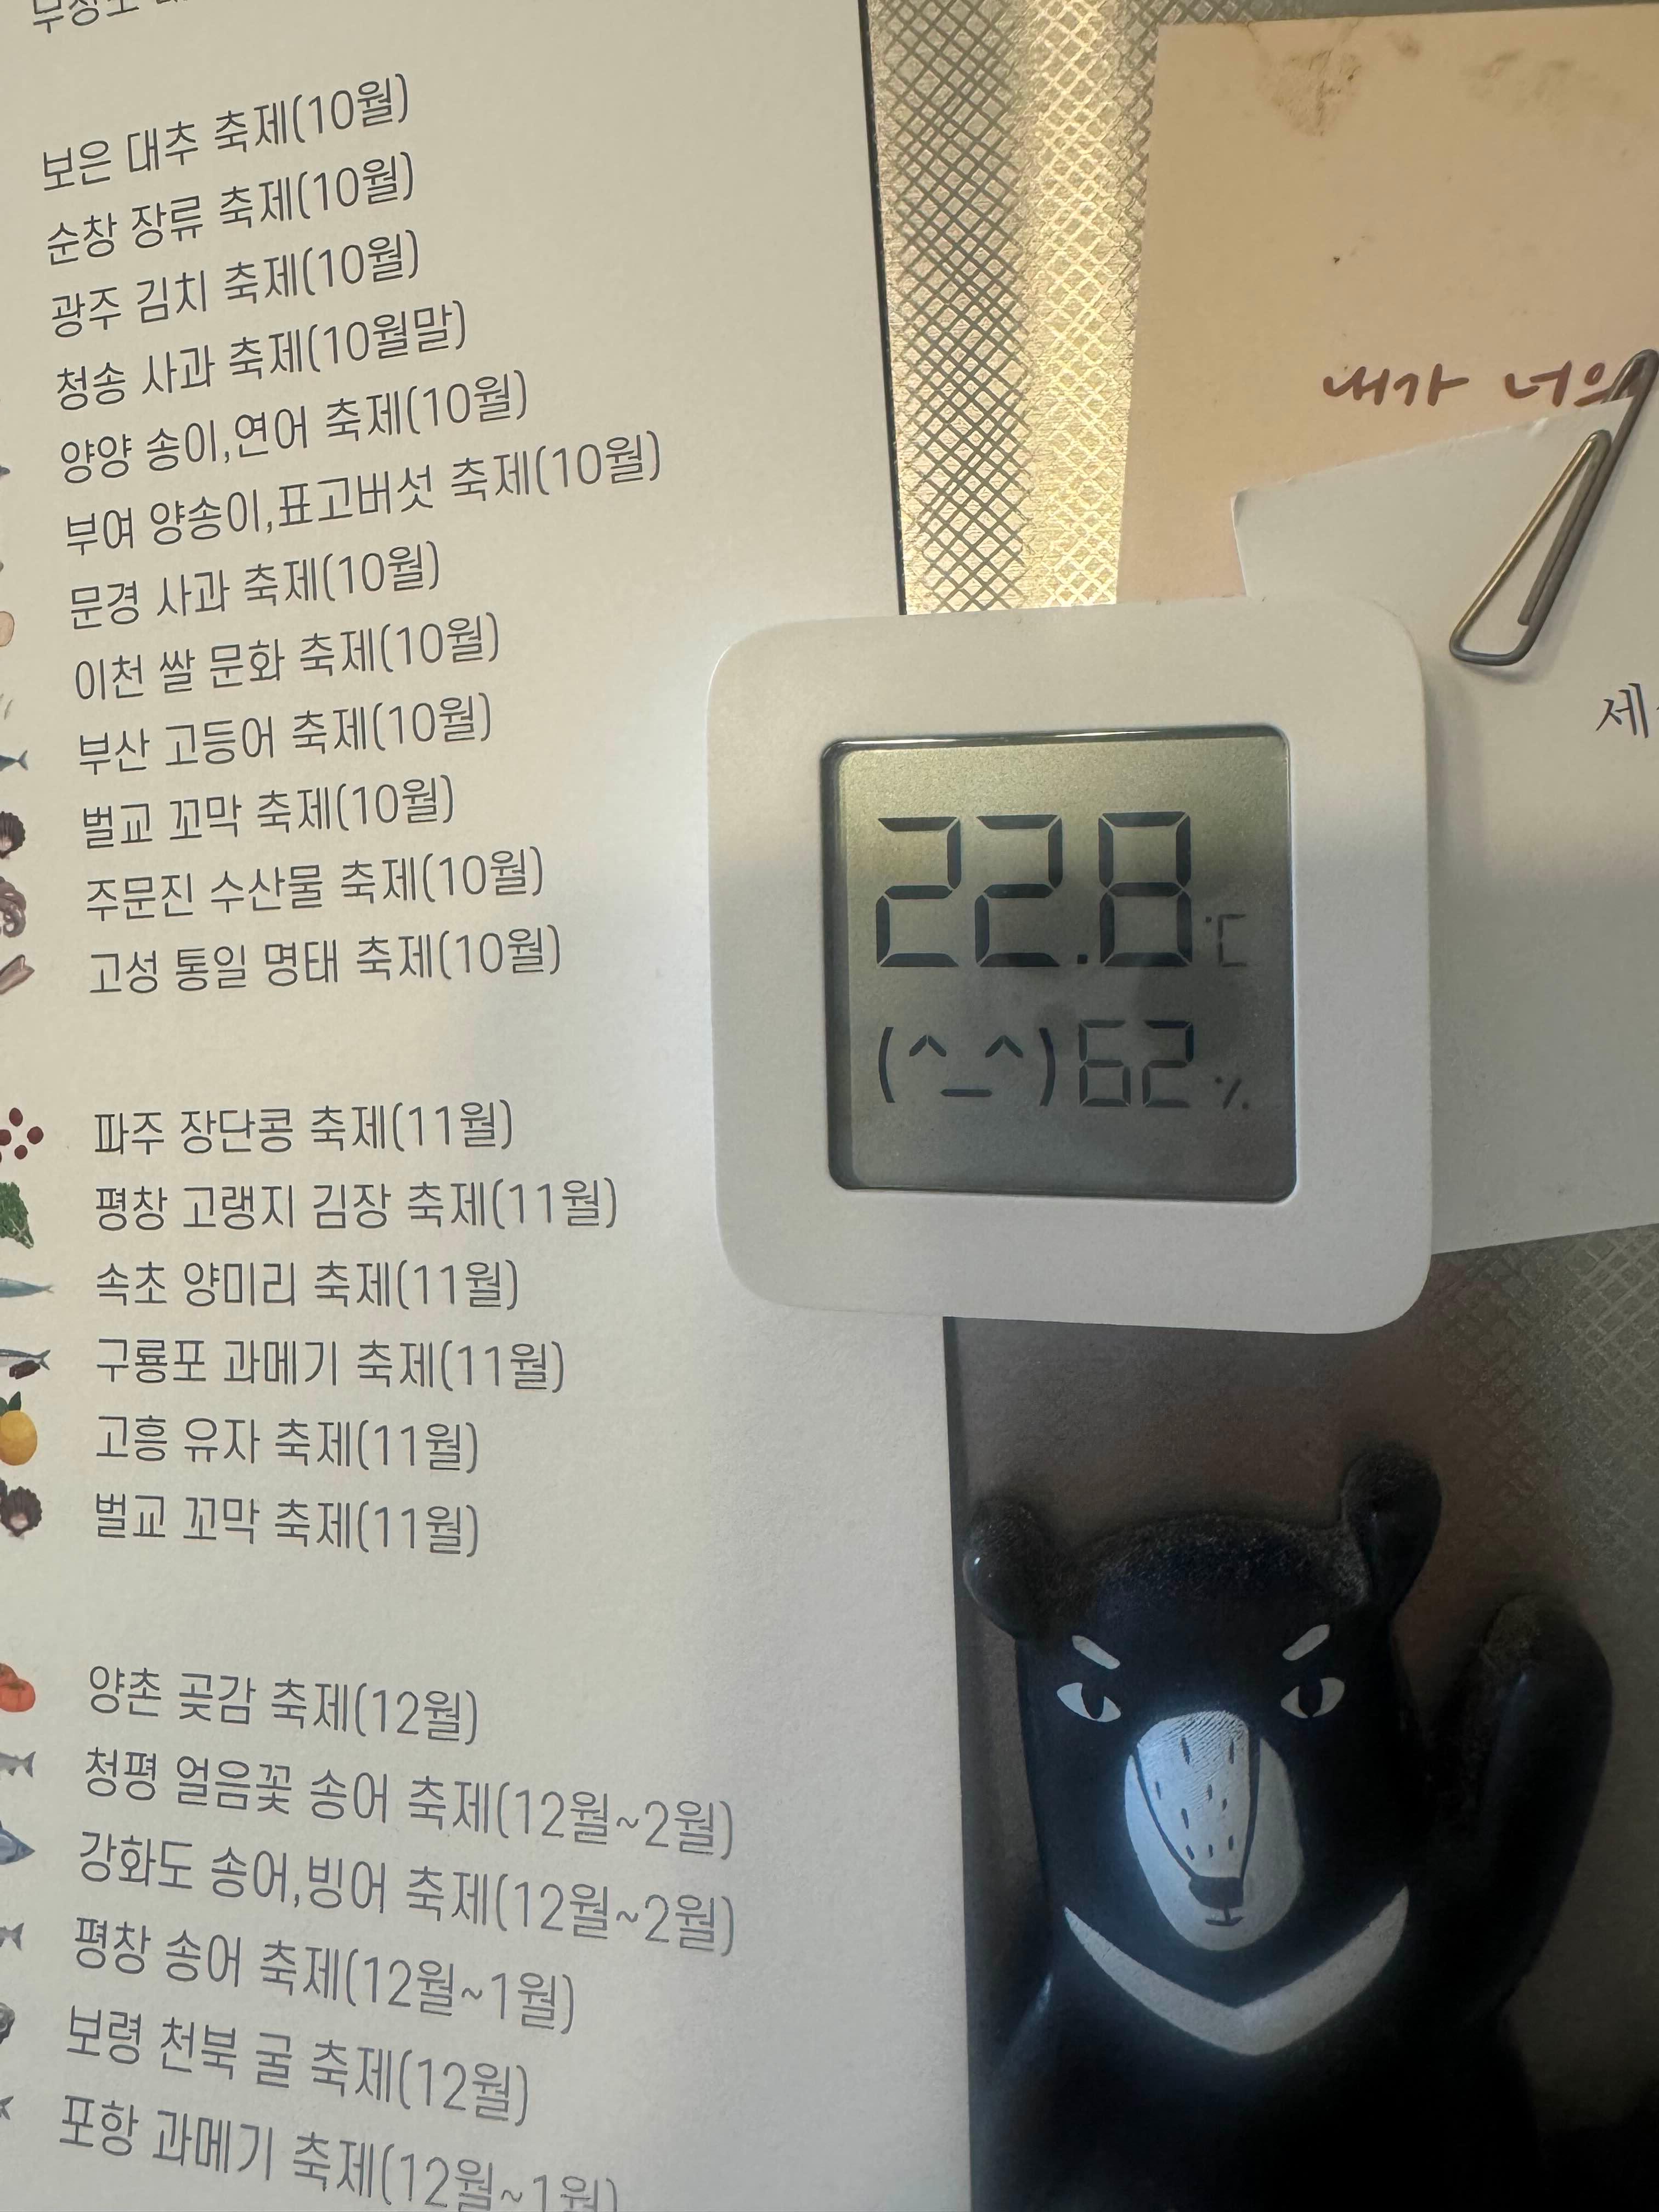 보은 대추 축제(10월)
순창 장류 축제(10월)
광주 김치 축제(10월)
청송 사과 축제(10월말)
양양 송이,연어 축제(10월)
부여 양송이,표고버섯 축제(10월)
문경 사과 축제(10월)
이천 쌀 문화 축제(10월)
부산 고등어 축제(10월)
벌교 꼬막 축제(10월)
주문진 수산물 축제(10월)
고성 통일 명태 축제(10월)
파주 장단콩 축제(11월)
평창 고랭지 김장 축제(11월)
속초 양미리 축제(11월)
구룡포 과메기 축제(11월)
고흥 유자 축제(11월)
벌교 꼬막 축제(11월)
양촌 곶감 축제(12월)
청평 얼음꽃 송어 축제(12월~2월)
강화도 송어,빙어 축제(12월~2월)
평창 송어 축제(12월~1월)
보령 천북 굴 축제(12월)
포항 과메기 축제(12월~1월)
내가 너의
22.8 °C
(^_^) 62 %